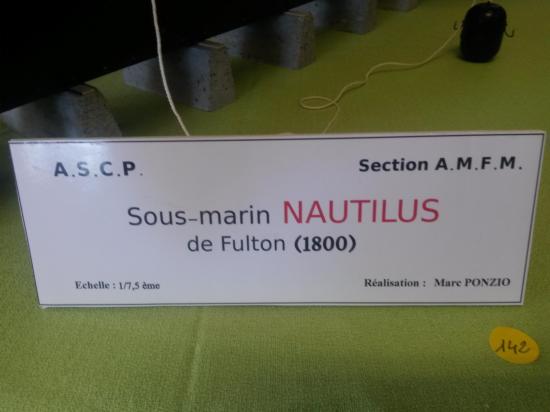 A.S.C.P. Section A.M.F.M.
Sous-marin NAUTILUS
de Fulton (1800)
Echelle : 1/7,5 ème Réalisation : Marc PONZIO
142